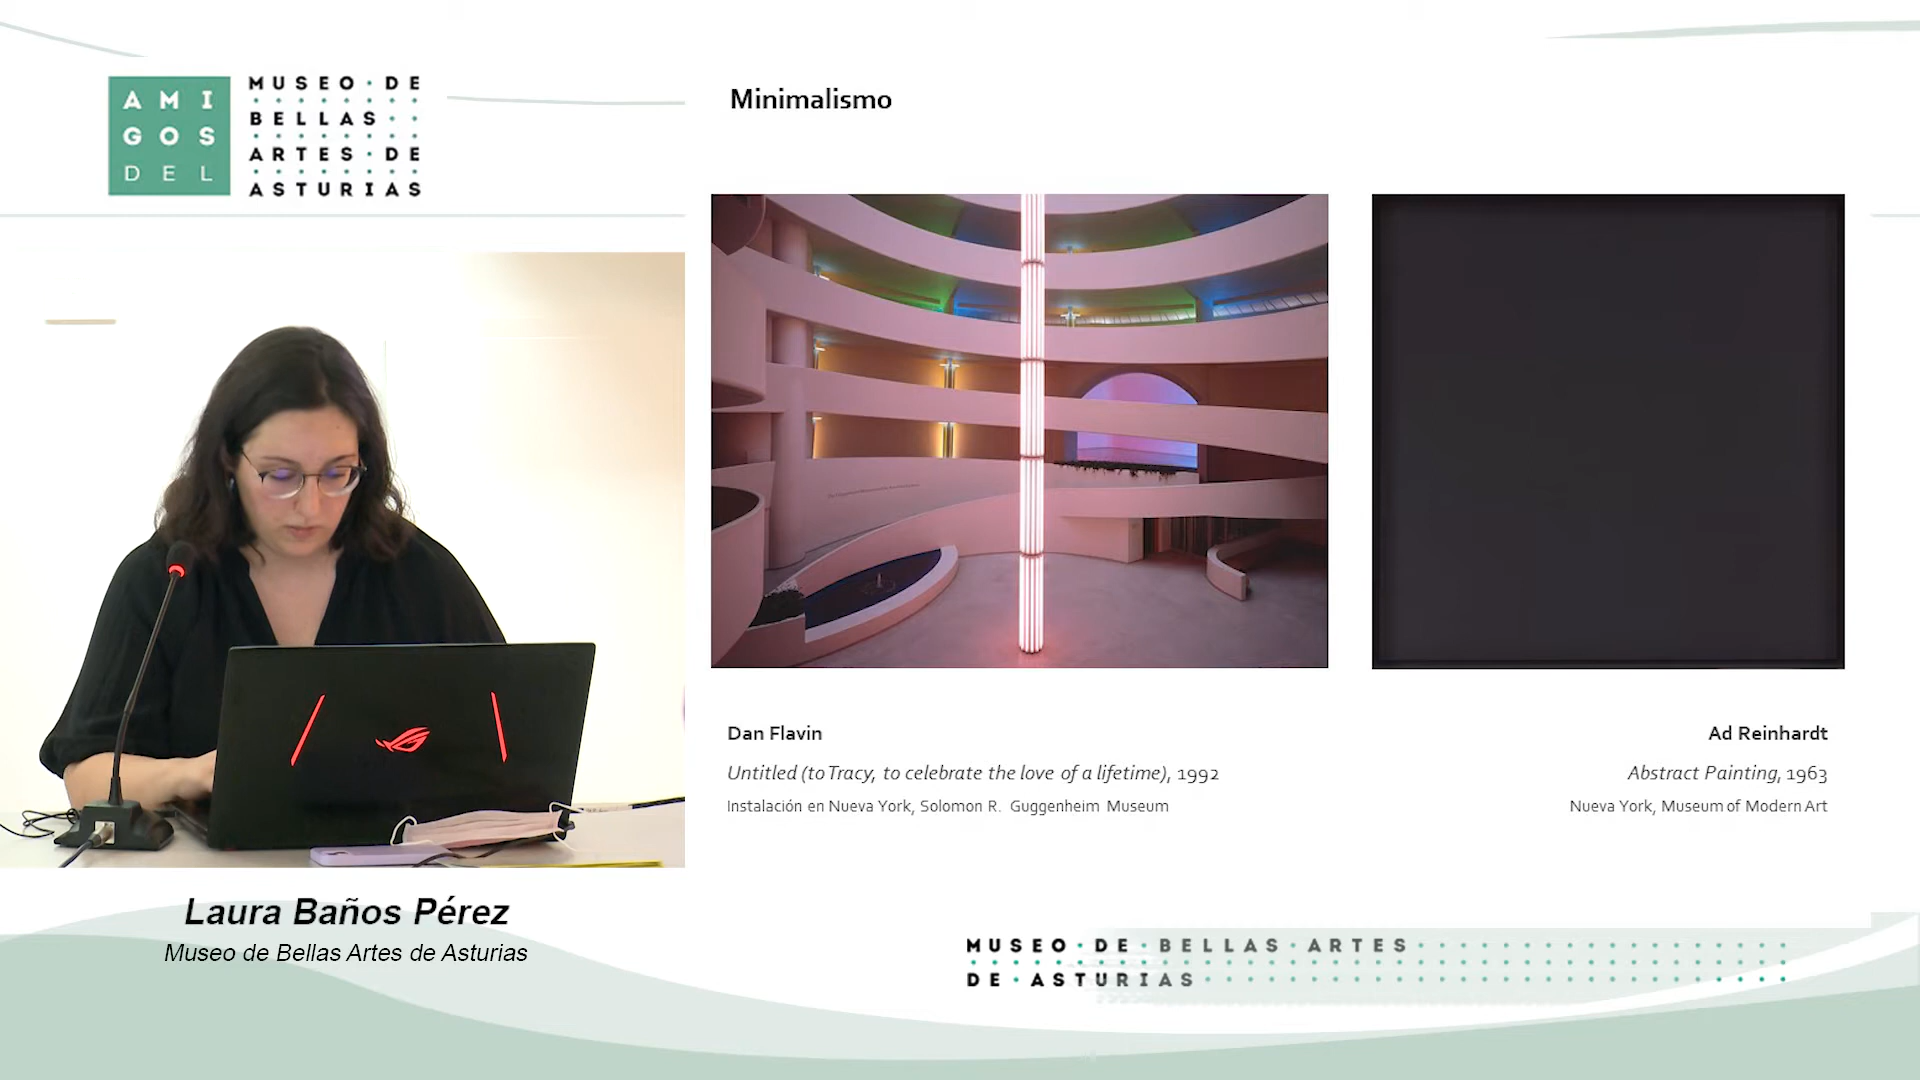 AMI
GOS
DEL
MUSEO·DE
BELLAS
ARTES·DE
ASTURIAS
Minimalismo
Dan Flavin
Untitled (to Tracy, to celebrate the love of a lifetime), 1992
Instalación en Nueva York, Solomon R. Guggenheim Museum
Ad Reinhardt
Abstract Painting, 1963
Nueva York, Museum of Modern Art
Laura Baños Pérez
Museo de Bellas Artes de Asturias
MUSEO·DE·BELLAS·ARTES
DE·ASTURIAS